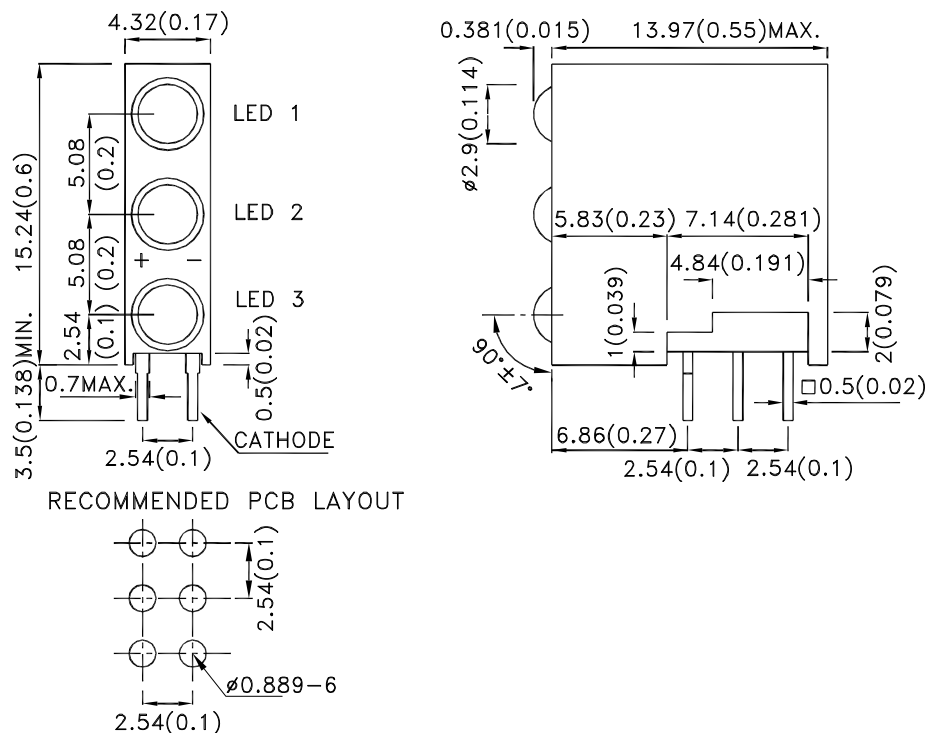 4.32(0.17)
LED 1
LED 2
LED 3
5.08
(0.2)
5.08
(0.2)
2.54
(0.1)
15.24(0.6)
3.5(0.138)MIN.
+ −
0.7MAX.
0.5(0.02)
CATHODE
2.54(0.1)
0.381(0.015)
13.97(0.55)MAX.
ø2.9(0.114)
5.83(0.23)
7.14(0.281)
4.84(0.191)
1(0.039)
2(0.079)
90°±7°
□0.5(0.02)
6.86(0.27)
2.54(0.1)
2.54(0.1)
RECOMMENDED PCB LAYOUT
2.54(0.1)
ø0.889−6
2.54(0.1)